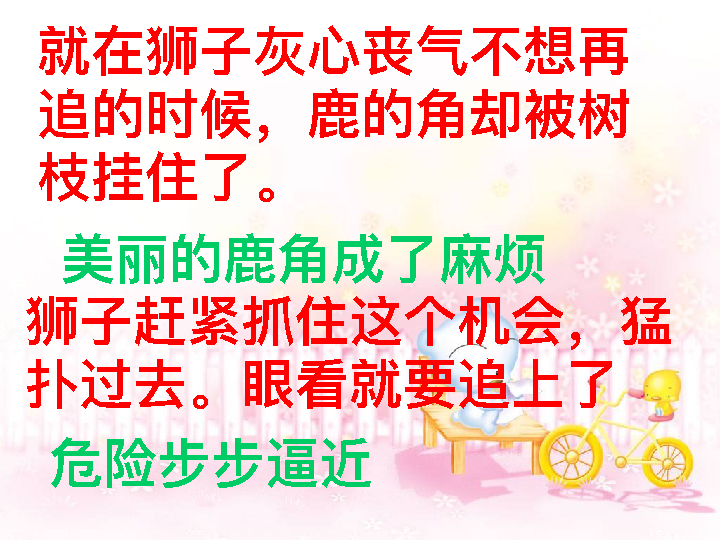 就在狮子灰心丧气不想再
追的时候，鹿的角却被树
枝挂住了。
美丽的鹿角成了麻烦
狮子赶紧抓住这个机会，猛
扑过去。眼看就要追上了
危险步步逼近